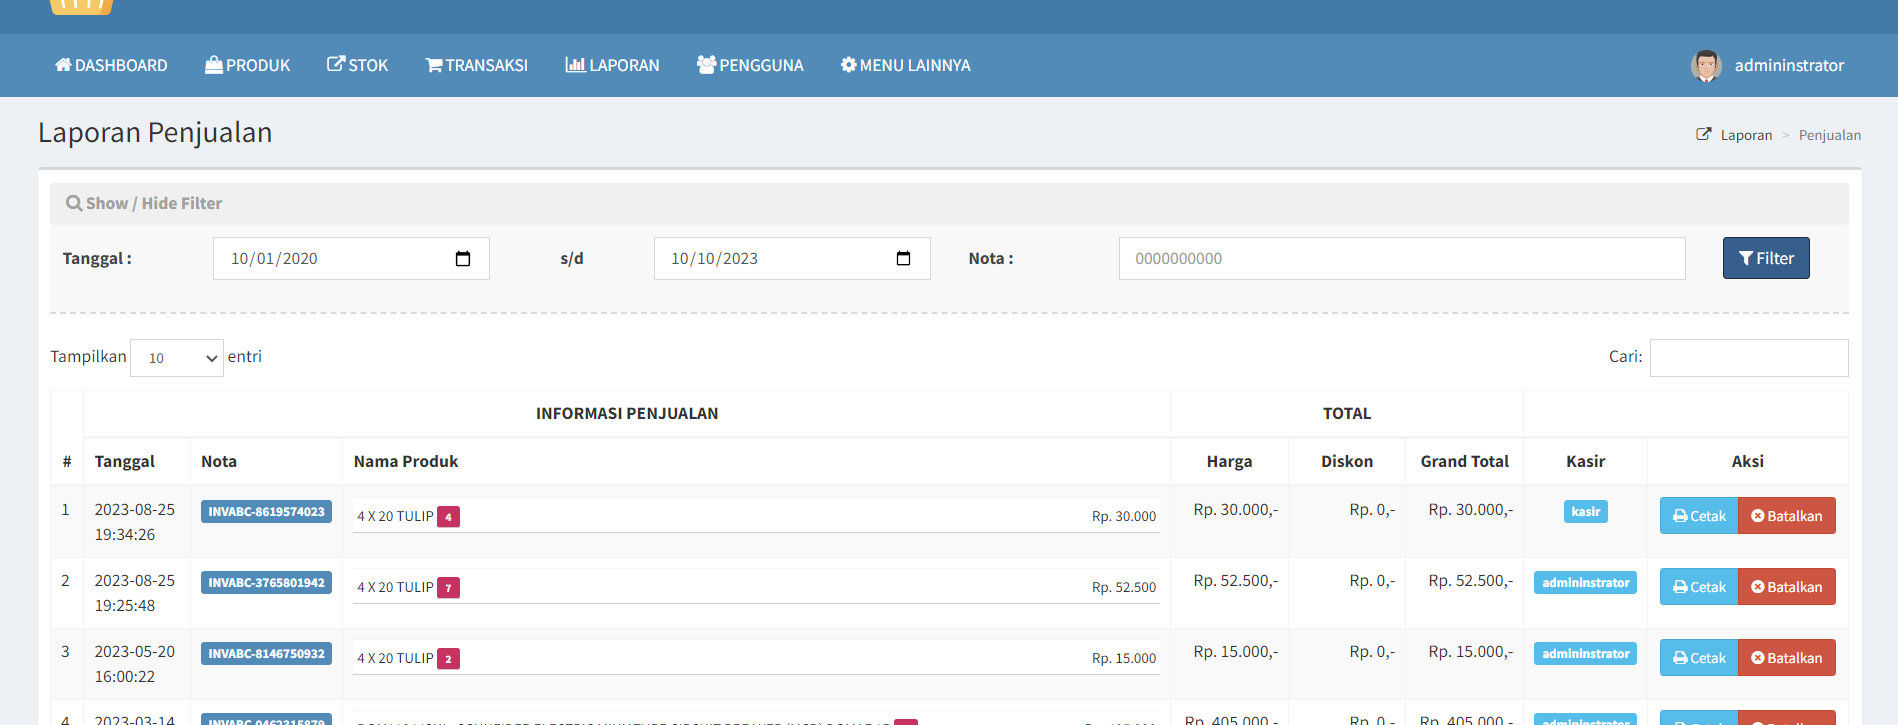 DASHBOARD PRODUK STOK TRANSAKSI LAPORAN PENGGUNA MENU LAINNYA admininstrator
Laporan Penjualan
Laporan > Penjualan
Show / Hide Filter
Tanggal : 10/01/2020 s/d 10/10/2023 Nota : 0000000000 Filter
Tampilkan 10 entri Cari:
INFORMASI PENJUALAN TOTAL
# Tanggal Nota Nama Produk Harga Diskon Grand Total Kasir Aksi
1 2023-08-25 19:34:26 INVABC-8619574023 4 X 20 TULIP 4 Rp. 30.000 Rp. 30.000,- Rp. 0,- Rp. 30.000,- kasir Cetak Batalkan
2 2023-08-25 19:25:48 INVABC-3765801942 4 X 20 TULIP 7 Rp. 52.500 Rp. 52.500,- Rp. 0,- Rp. 52.500,- admininstrator Cetak Batalkan
3 2023-05-20 16:00:22 INVABC-8146750932 4 X 20 TULIP 2 Rp. 15.000 Rp. 15.000,- Rp. 0,- Rp. 15.000,- admininstrator Cetak Batalkan
4 2023-03-14 INVABC-0462315879 Rp. 405.000,- Rp. 0,- Rp. 405.000,- admininstrator Cetak Batalkan